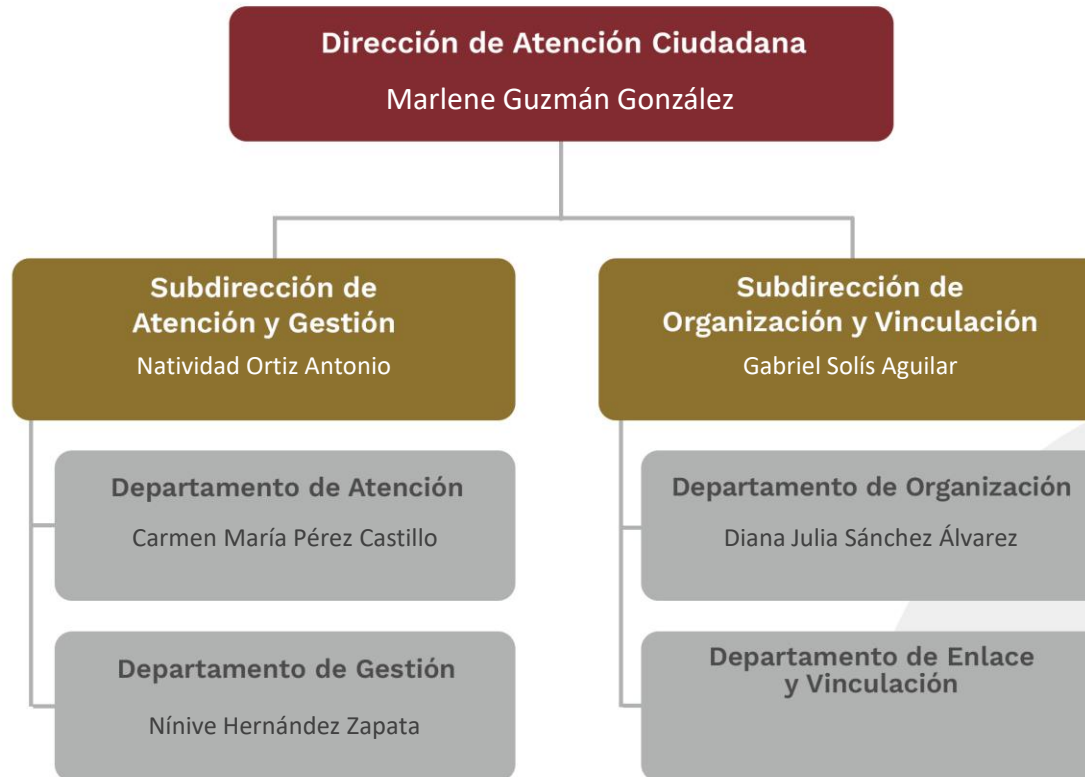 Dirección de Atención Ciudadana
Marlene Guzmán González
Subdirección de
Atención y Gestión
Natividad Ortiz Antonio
Subdirección de
Organización y Vinculación
Gabriel Solís Aguilar
Departamento de Atención
Carmen María Pérez Castillo
Departamento de Organización
Diana Julia Sánchez Álvarez
Departamento de Gestión
Nínive Hernández Zapata
Departamento de Enlace
y Vinculación